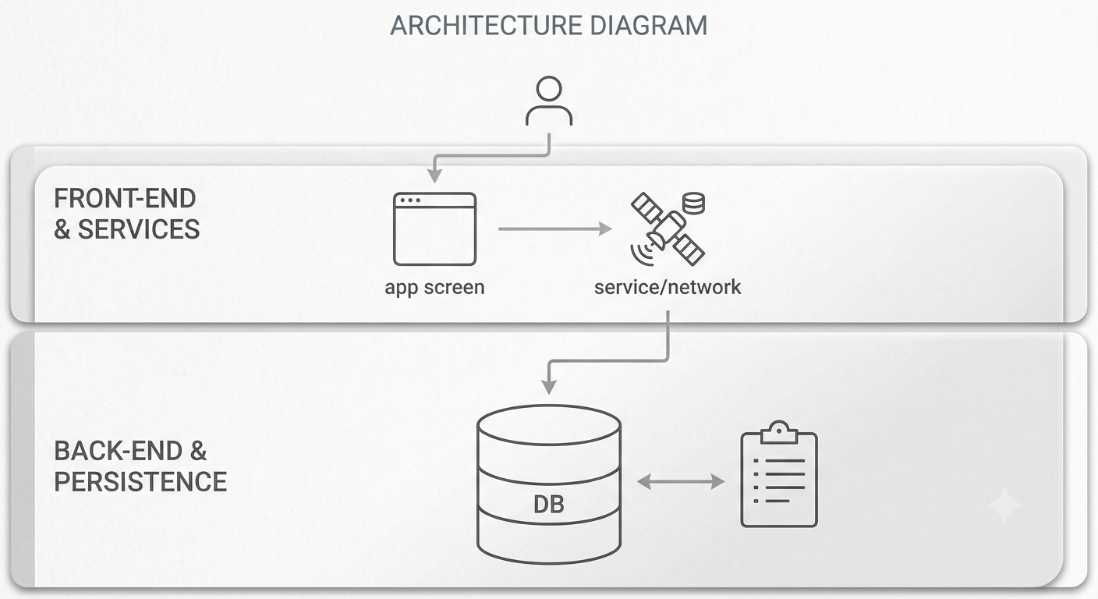 ARCHITECTURE DIAGRAM
FRONT-END
& SERVICES
app screen
service/network
BACK-END &
PERSISTENCE
DB